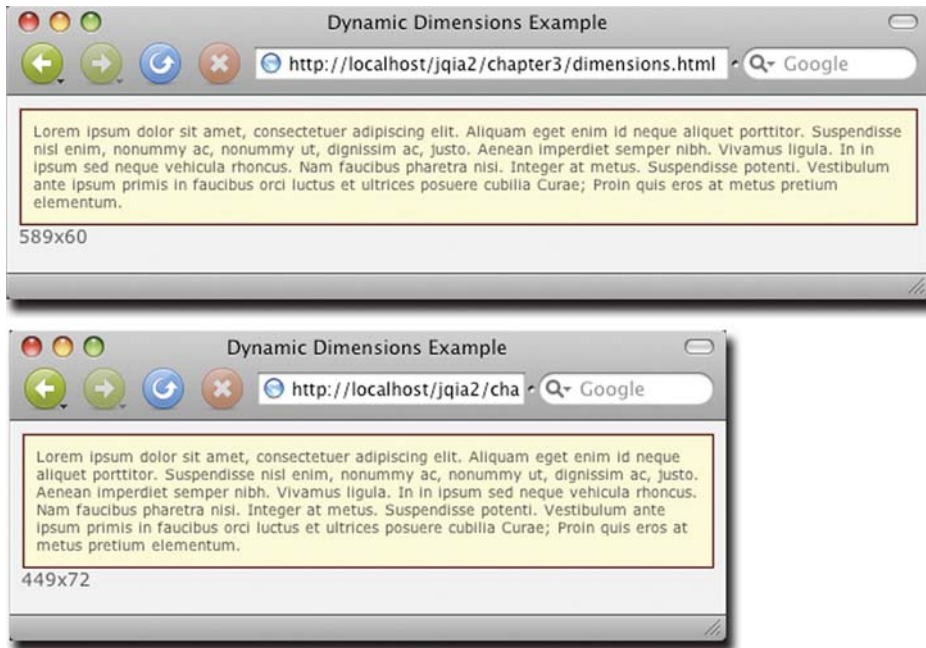 Dynamic Dimensions Example
http://localhost/jqia2/chapter3/dimensions.html
Google
Lorem ipsum dolor sit amet, consectetuer adipiscing elit. Aliquam eget enim id neque aliquet porttitor. Suspendisse
nisl enim, nonummy ac, nonummy ut, dignissim ac, justo. Aenean imperdiet semper nibh. Vivamus ligula. In in
ipsum sed neque vehicula rhoncus. Nam faucibus pharetra nisi. Integer at metus. Suspendisse potenti. Vestibulum
ante ipsum primis in faucibus orci luctus et ultrices posuere cubilia Curae; Proin quis eros at metus pretium
elementum.
589x60
Dynamic Dimensions Example
http://localhost/jqia2/cha
Google
Lorem ipsum dolor sit amet, consectetuer adipiscing elit. Aliquam eget enim id neque
aliquet porttitor. Suspendisse nisl enim, nonummy ac, nonummy ut, dignissim ac, justo.
Aenean imperdiet semper nibh. Vivamus ligula. In in ipsum sed neque vehicula rhoncus.
Nam faucibus pharetra nisi. Integer at metus. Suspendisse potenti. Vestibulum ante
ipsum primis in faucibus orci luctus et ultrices posuere cubilia Curae; Proin quis eros at
metus pretium elementum.
449x72